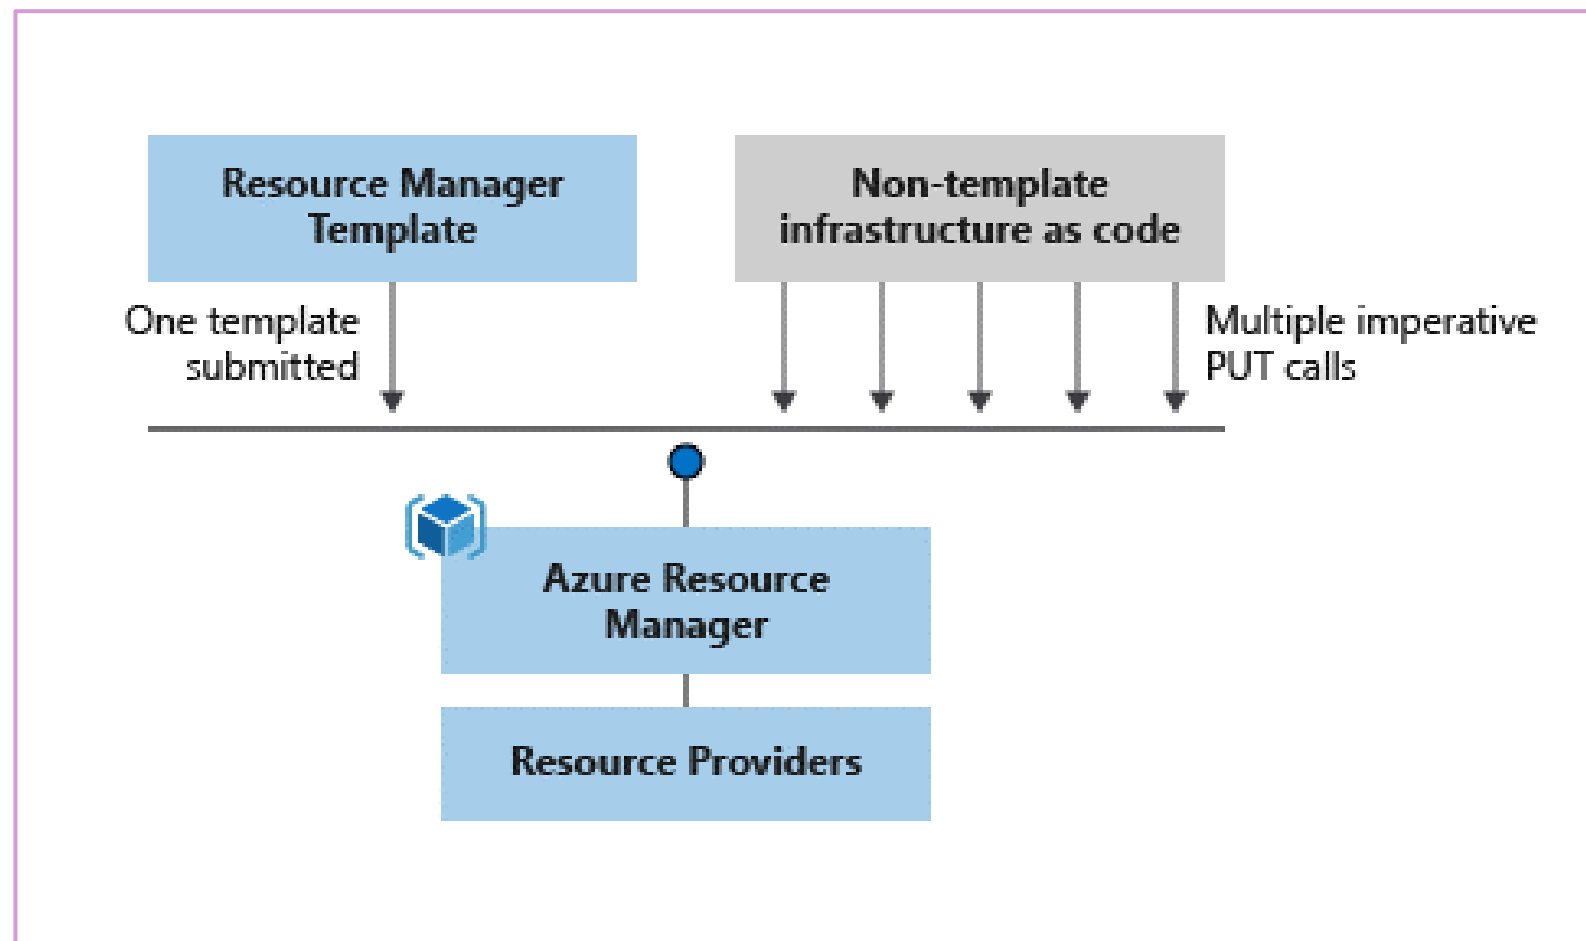 Resource Manager
Template
Non-template
infrastructure as code
One template
submitted
Multiple imperative
PUT calls
Azure Resource
Manager
Resource Providers